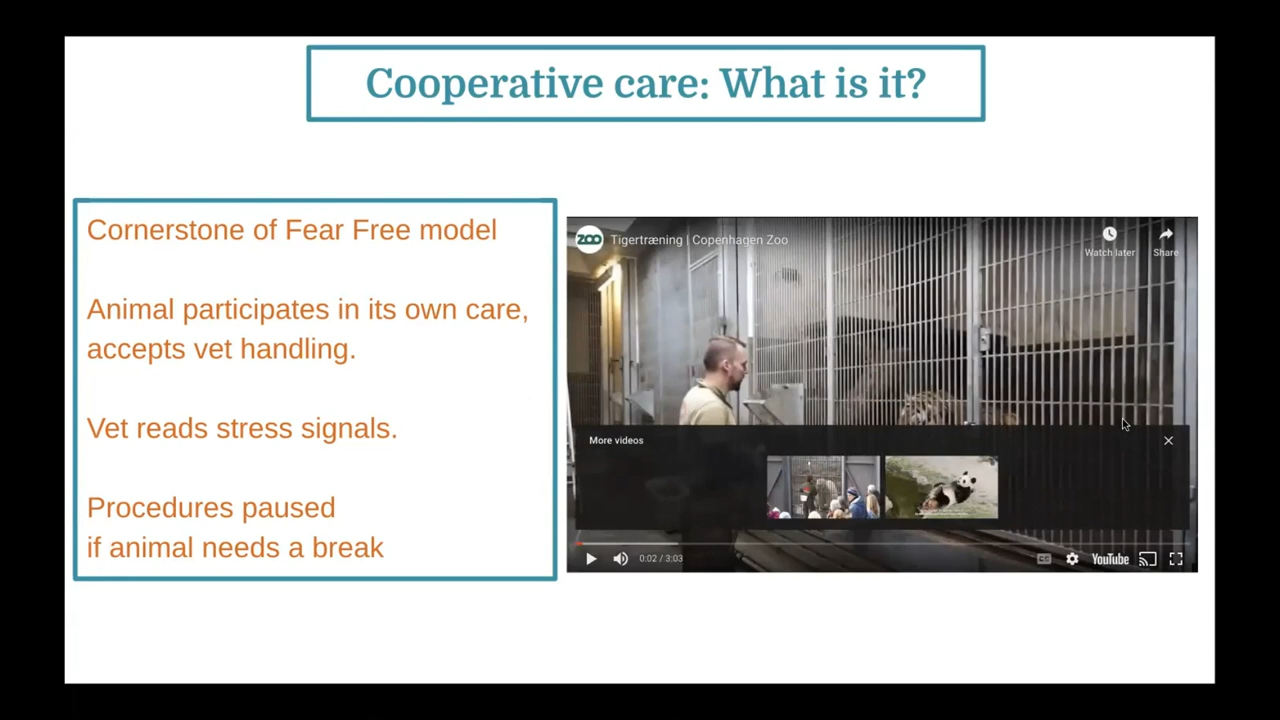 Cooperative care: What is it?
Cornerstone of Fear Free model
Animal participates in its own care,
accepts vet handling.
Vet reads stress signals.
Procedures paused
if animal needs a break
ZOO Tigertræning | Copenhagen Zoo
Watch later
Share
More videos
0:02 / 3:03
CC
YouTube